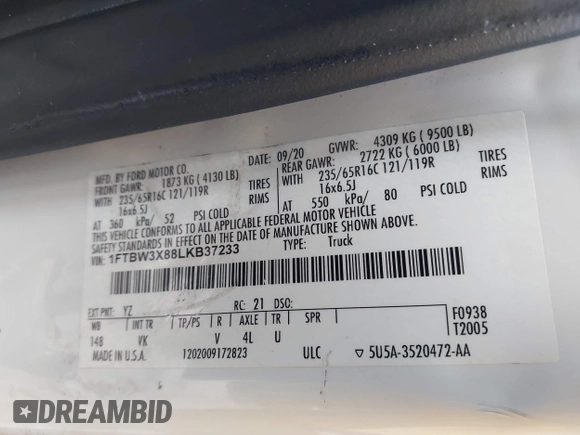 MFD. BY FORD MOTOR CO.
DATE: 09/20 GVWR: 4309 KG ( 9500 LB)
FRONT GAWR: 1873 KG ( 4130 LB)
REAR GAWR: 2722 KG ( 6000 LB)
WITH 235/65R16C 121/119R TIRES
WITH 235/65R16C 121/119R TIRES
16x6.5J RIMS
16x6.5J RIMS
AT 360 kPa/ 52 PSI COLD
AT 550 kPa/ 80 PSI COLD
THIS VEHICLE CONFORMS TO ALL APPLICABLE FEDERAL MOTOR VEHICLE
SAFETY STANDARDS IN EFFECT ON THE DATE OF MANUFACTURE SHOWN ABOVE.
VIN: 1FTBW3X88LKB37233 TYPE: Truck
EXT PNT: YZ RC: 21 DSO:
WB INT TR TP/PS R AXLE TR SPR
148 VK V 4L U
F0938
T2005
MADE IN U.S.A. 1202009172823 ULC ▽ 5U5A-3520472-AA
DREAMBID